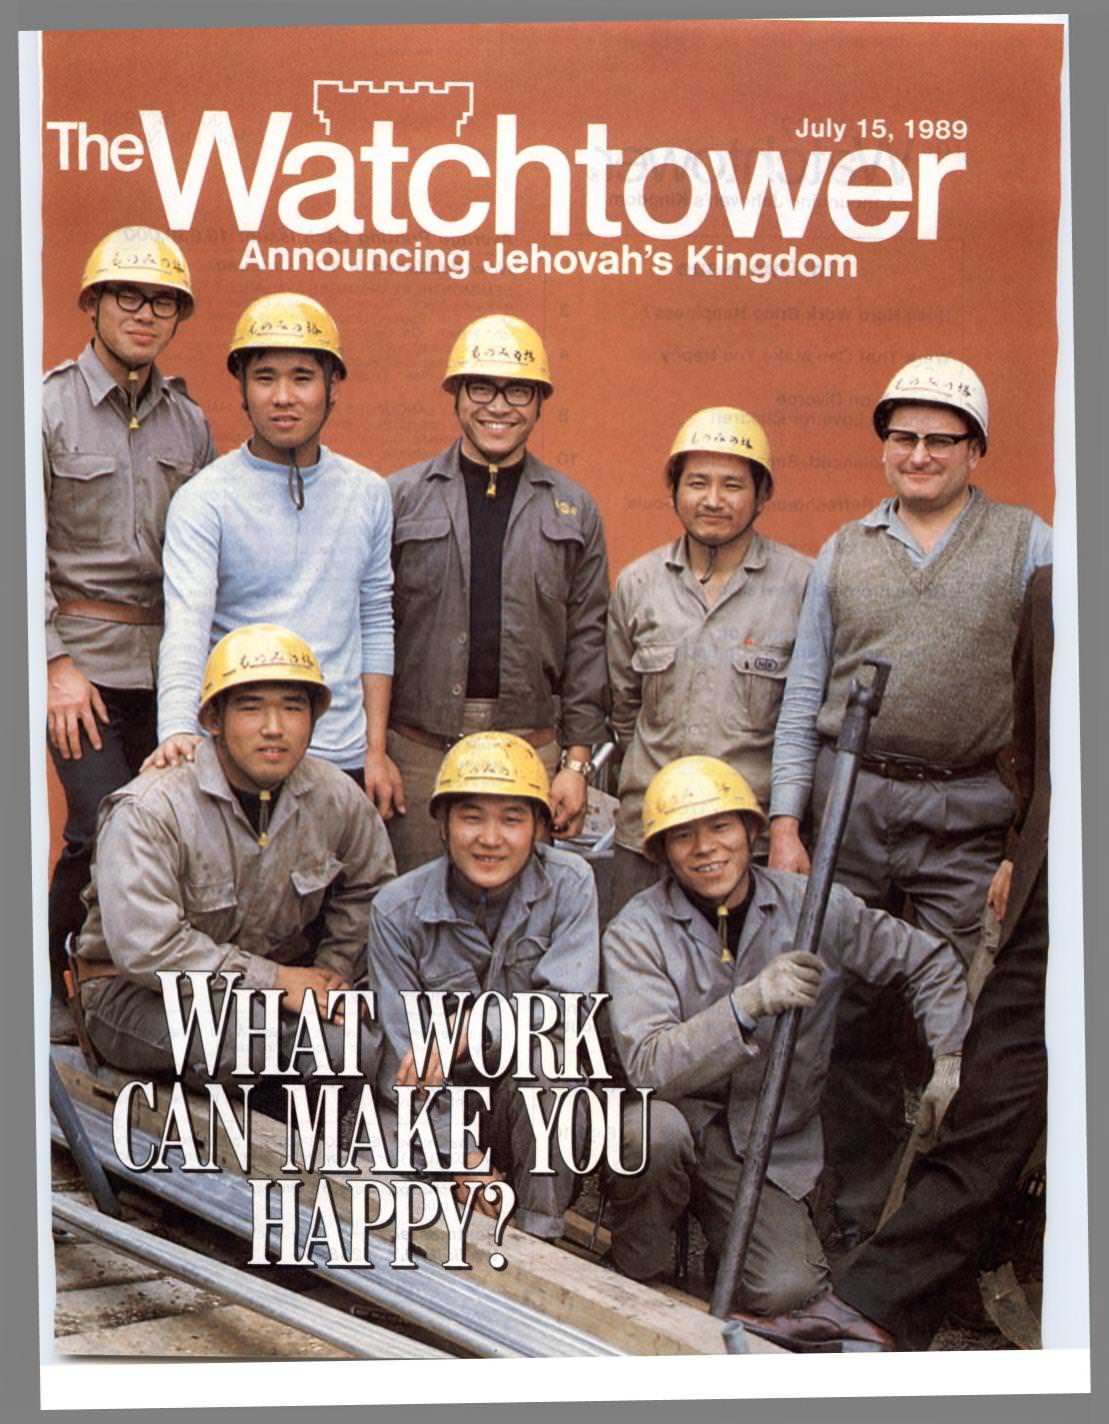 July 15, 1989
The Watchtower
Announcing Jehovah's Kingdom
WHAT WORK
CAN MAKE YOU
HAPPY?